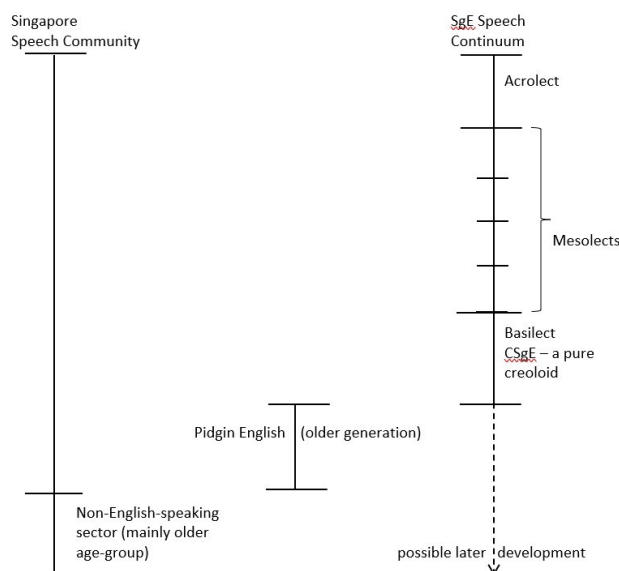 Singapore
Speech Community
SgE Speech
Continuum
Acrolect
Mesolects
Basilect
CSgE – a pure
creoloid
Pidgin English (older generation)
Non-English-speaking
sector (mainly older
age-group)
possible later development